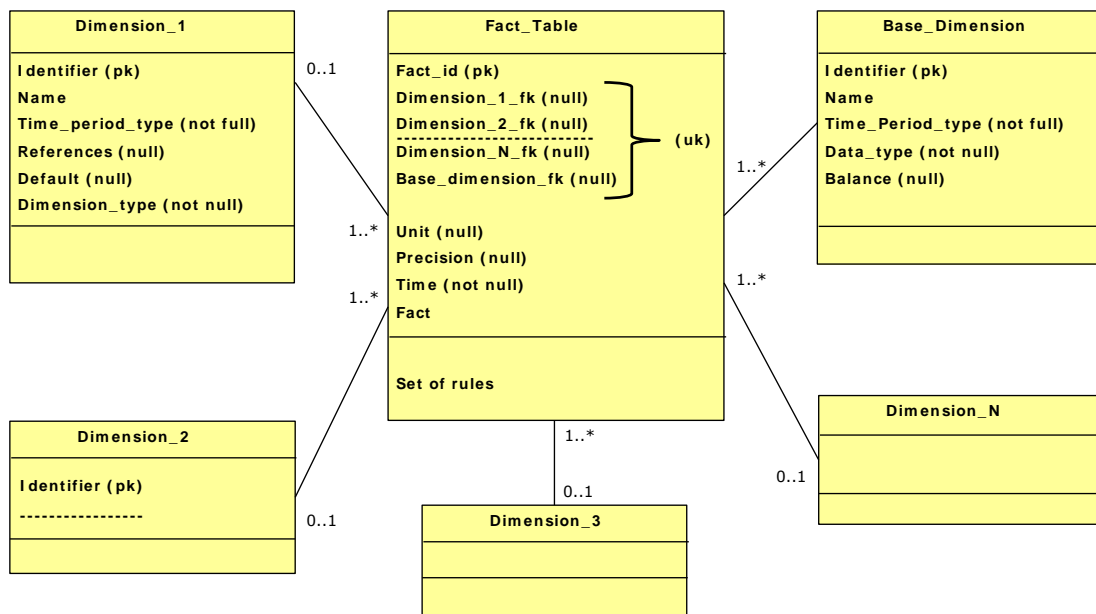 Dimension_1
Identifier (pk)
Name
Time_period_type (not full)
References (null)
Default (null)
Dimension_type (not null)
0..1
1..*
Fact_Table
Fact_id (pk)
Dimension_1_fk (null)
Dimension_2_fk (null)
--------------------------
Dimension_N_fk (null)
Base_dimension_fk (null)
(uk)
Unit (null)
Precision (null)
Time (not null)
Fact
Set of rules
Base_Dimension
Identifier (pk)
Name
Time_Period_type (not full)
Data_type (not null)
Balance (null)
1..*
1..*
1..*
Dimension_2
Identifier (pk)
-----------------
0..1
1..*
0..1
Dimension_3
Dimension_N
0..1